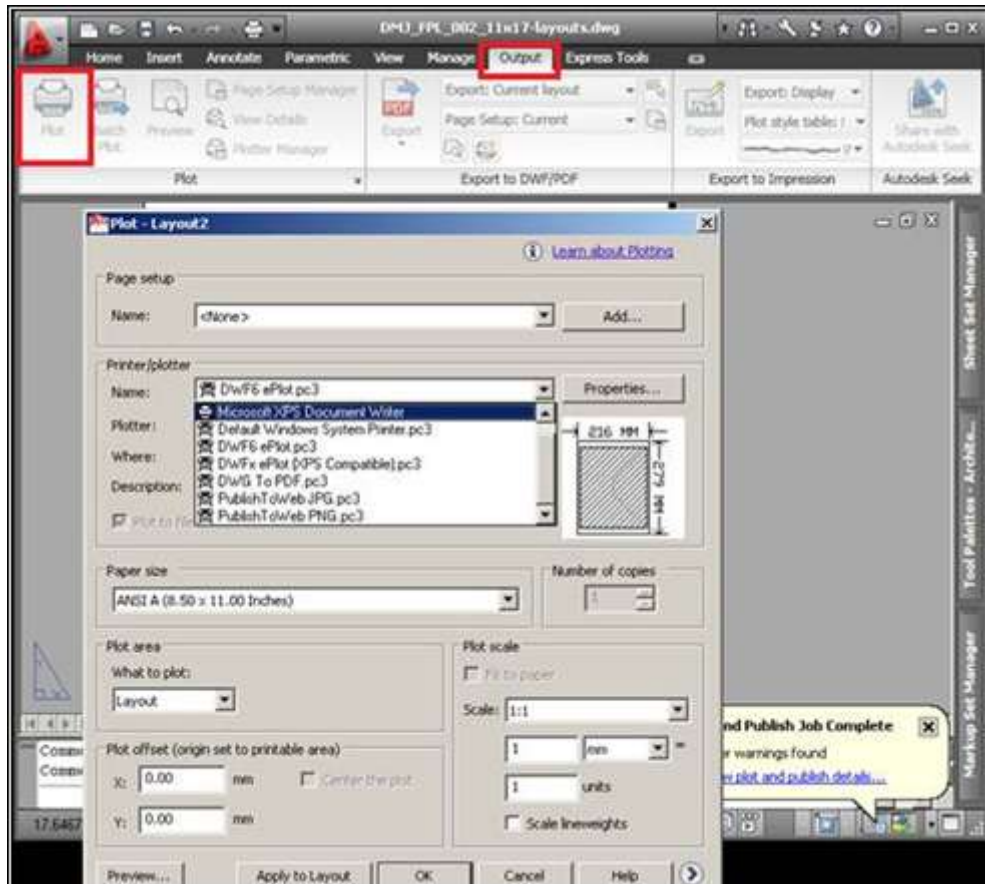 DMJ_FPL_002_11x17-layouts.dwg
Home Insert Annotate Parametric View Manage Output Express Tools
Plot
Batch Plot
Preview
Page Setup Manager
View Details
Plotter Manager
Plot
PDF
Export
Export: Current layout
Page Setup: Current
Export to DWF/PDF
Export
Export: Display
Plot style tables:
Export to Impression
Share with
Autodesk Seek
Autodesk Seek
Plot - Layout2
Learn about Plotting
Page setup
Name: <None> Add...
Printer/plotter
Name: DWF6 ePlot.pc3 Properties...
Microsoft XPS Document Writer
Plotter: Default Windows System Printer.pc3
DWF6 ePlot.pc3
Where: DWFx ePlot (XPS Compatible).pc3
Description: DWG To PDF.pc3
PublishToWeb JPG.pc3
Plot to file PublishToWeb PNG.pc3
216 MM
279 MM
Paper size
ANSI A (8.50 x 11.00 Inches)
Number of copies
1
Plot area
What to plot:
Layout
Plot scale
Fit to paper
Scale: 1:1
1 mm =
1 units
Scale lineweights
Plot offset (origin set to printable area)
X: 0.00 mm Center the plot
Y: 0.00 mm
Preview... Apply to Layout OK Cancel Help
nd Publish Job Complete
r warnings found
w plot and publish details...
Comm
Comm
17.6467
Sheet Set Manager
Tool Palettes - Archite...
Markup Set Manager